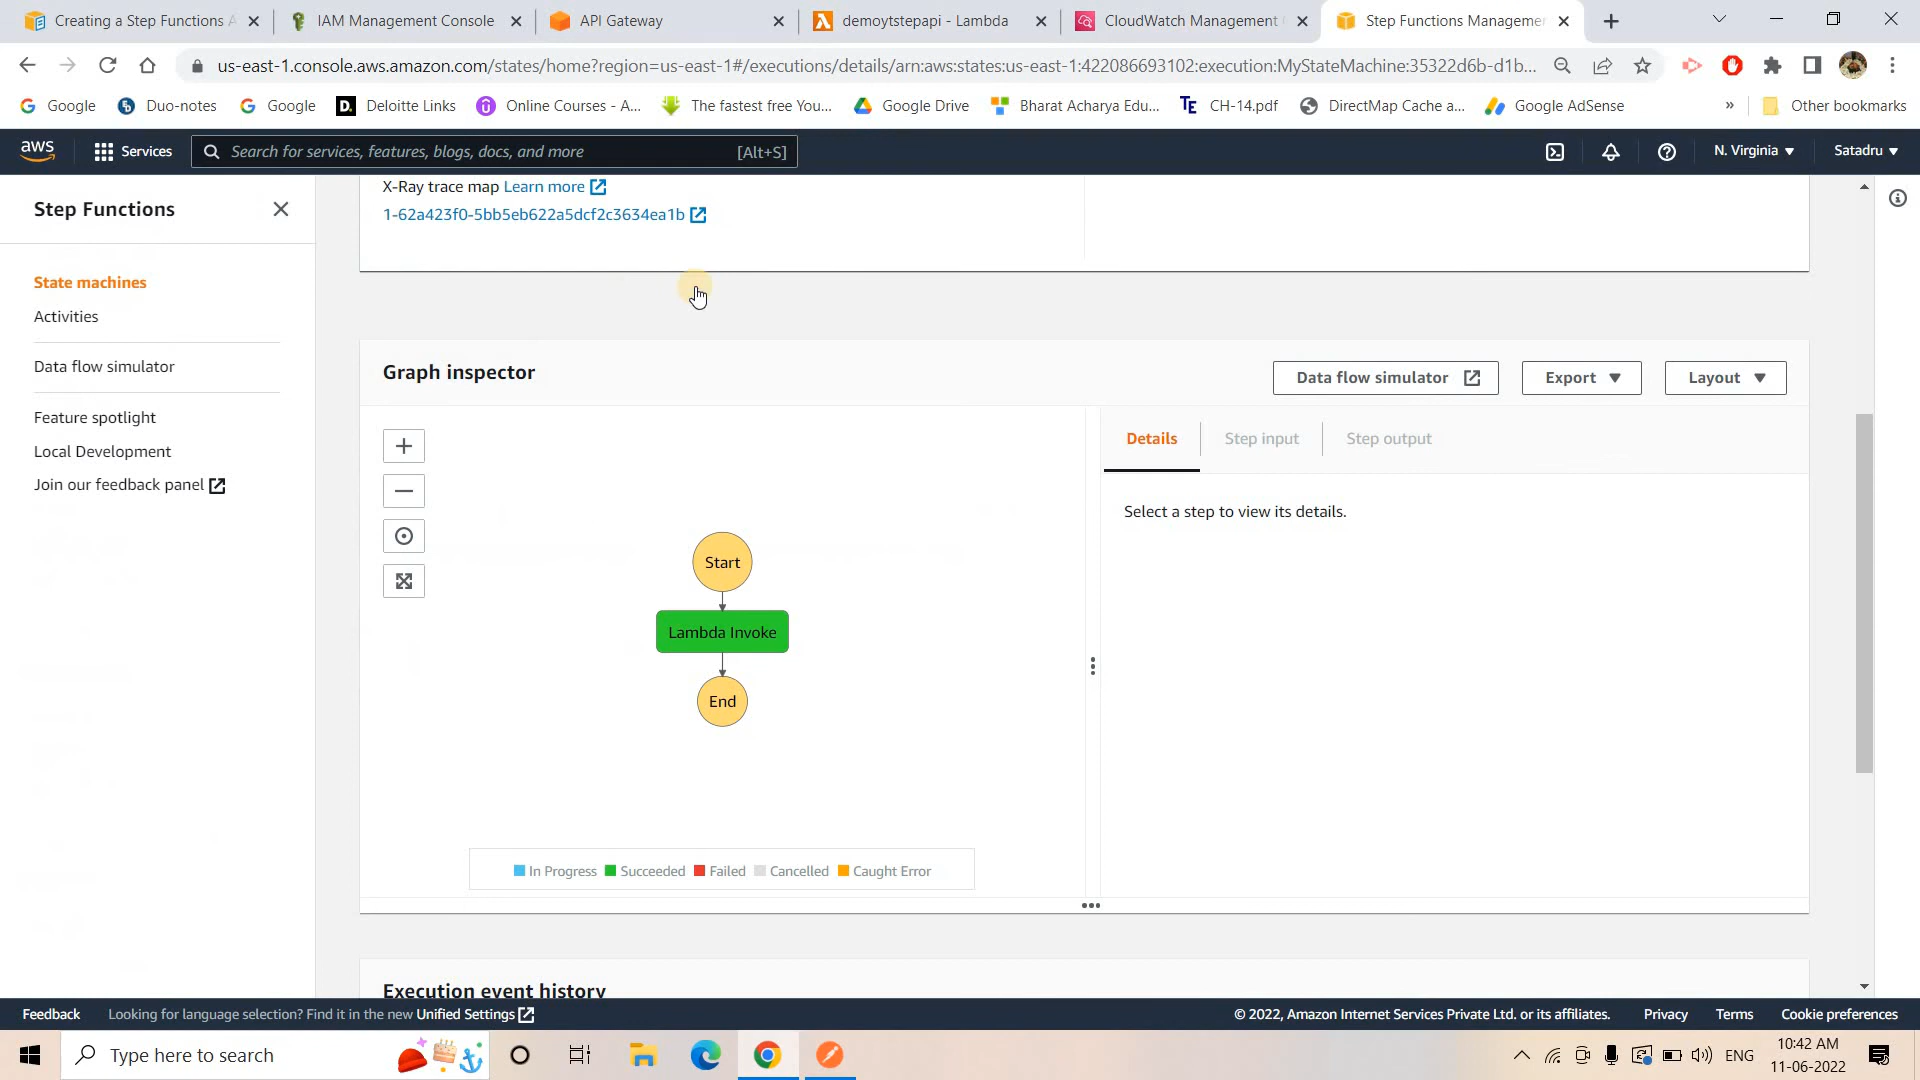 Creating a Step Functions A
IAM Management Console
API Gateway
demoytstepapi - Lambda
CloudWatch Management
Step Functions Managemen
us-east-1.console.aws.amazon.com/states/home?region=us-east-1#/executions/details/arn:aws:states:us-east-1:422086693102:execution:MyStateMachine:35322d6b-d1b...
Google
Duo-notes
Google
Deloitte Links
Online Courses - A...
The fastest free You...
Google Drive
Bharat Acharya Edu...
CH-14.pdf
DirectMap Cache a...
Google AdSense
»
Other bookmarks
aws
Services
Search for services, features, blogs, docs, and more
[Alt+S]
N. Virginia
Satadru
Step Functions
State machines
Activities
Data flow simulator
Feature spotlight
Local Development
Join our feedback panel
X-Ray trace map Learn more
1-62a423f0-5bb5eb622a5dcf2c3634ea1b
Graph inspector
Data flow simulator
Export
Layout
Start
Lambda Invoke
End
In Progress Succeeded Failed Cancelled Caught Error
Details
Step input
Step output
Select a step to view its details.
Execution event history
Feedback
Looking for language selection? Find it in the new Unified Settings
© 2022, Amazon Internet Services Private Ltd. or its affiliates.
Privacy
Terms
Cookie preferences
Type here to search
ENG
10:42 AM
11-06-2022